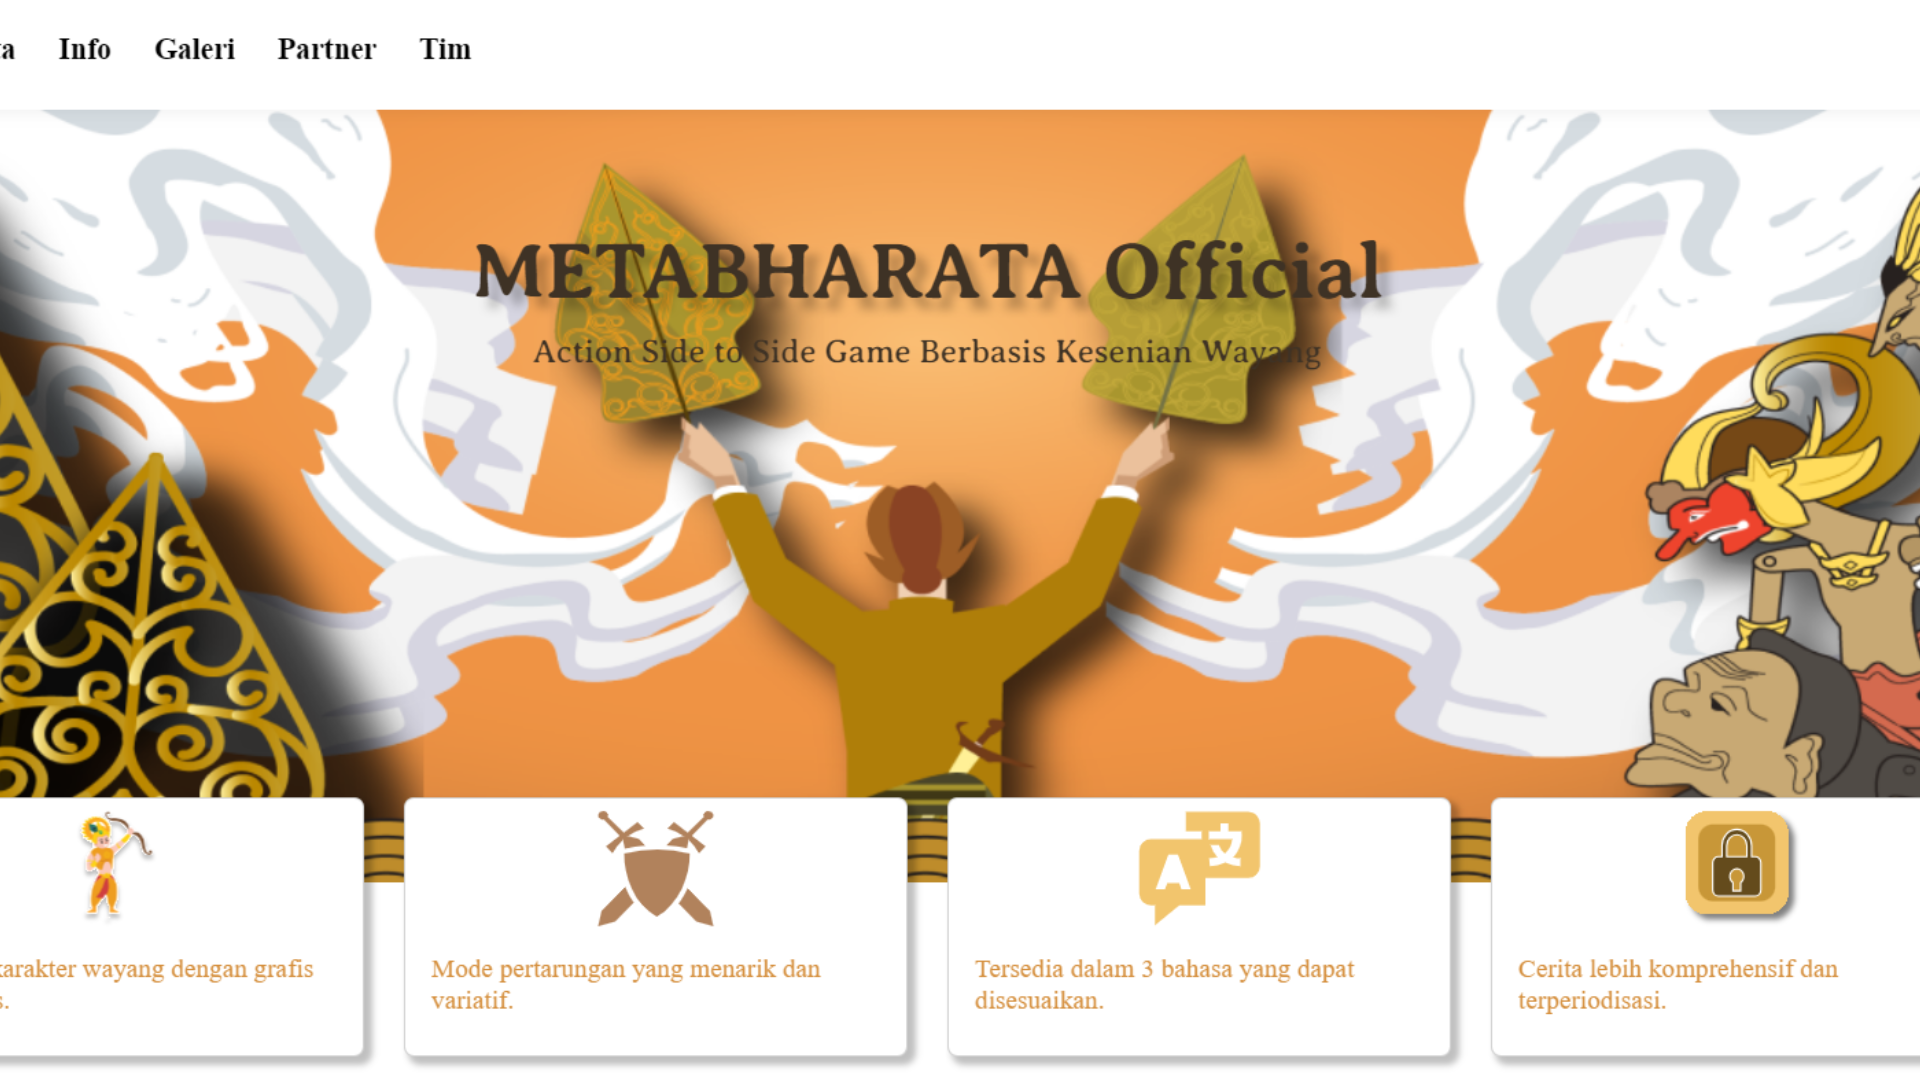 Info Galeri Partner Tim
METABHARATA Official
Action Side to Side Game Berbasis Kesenian Wayang
karakter wayang dengan grafis
Mode pertarungan yang menarik dan
variatif.
A 文
Tersedia dalam 3 bahasa yang dapat
disesuaikan.
Cerita lebih komprehensif dan
terperiodisasi.